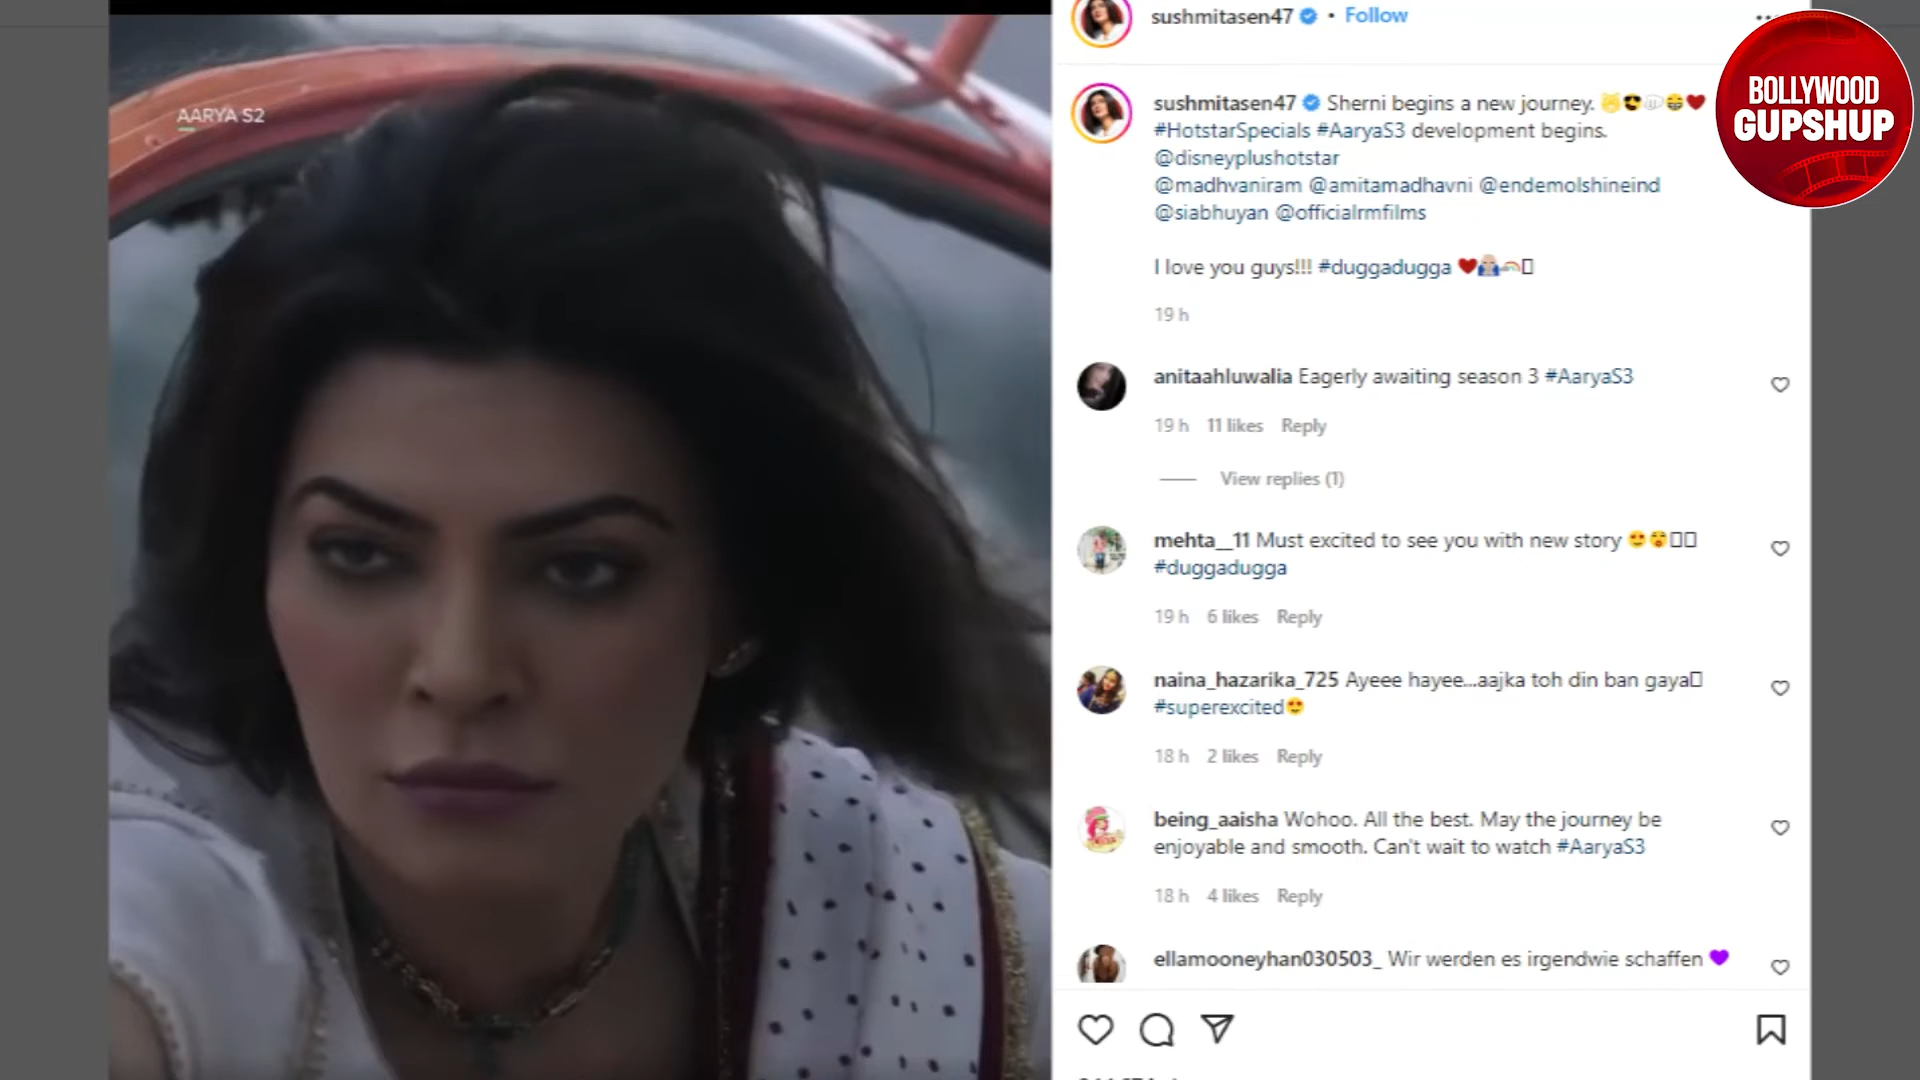 AARYA S2
sushmitasen47 • Follow
BOLLYWOOD
GUPSHUP
sushmitasen47 Sherni begins a new journey.
#HotstarSpecials #AaryaS3 development begins.
@disneyplushotstar
@madhvaniram @amitamadhavni @endemolshineind
@siabhuyan @officialrmfilms
I love you guys!!! #duggadugga
19 h
anitaahluwalia Eagerly awaiting season 3 #AaryaS3
19 h 11 likes Reply
View replies (1)
mehta__11 Must excited to see you with new story
#duggadugga
19 h 6 likes Reply
naina_hazarika_725 Ayeee hayee...aajka toh din ban gaya
#superexcited
18 h 2 likes Reply
being_aaisha Wohoo. All the best. May the journey be
enjoyable and smooth. Can't wait to watch #AaryaS3
18 h 4 likes Reply
ellamooneyhan030503_ Wir werden es irgendwie schaffen